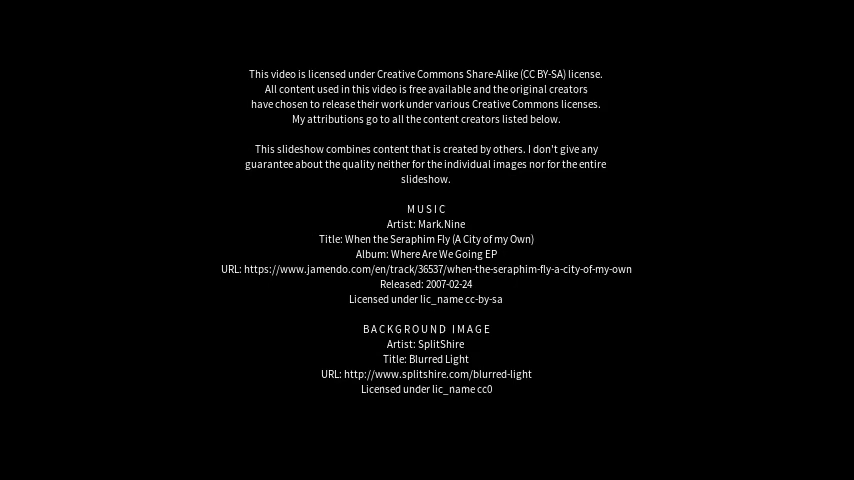 This video is licensed under Creative Commons Share-Alike (CC BY-SA) license.
All content used in this video is free available and the original creators
have chosen to release their work under various Creative Commons licenses.
My attributions go to all the content creators listed below.
This slideshow combines content that is created by others. I don't give any
guarantee about the quality neither for the individual images nor for the entire
slideshow.
MUSIC
Artist: Mark.Nine
Title: When the Seraphim Fly (A City of my Own)
Album: Where Are We Going EP
URL: https://www.jamendo.com/en/track/36537/when-the-seraphim-fly-a-city-of-my-own
Released: 2007-02-24
Licensed under lic_name cc-by-sa
BACKGROUND IMAGE
Artist: SplitShire
Title: Blurred Light
URL: http://www.splitshire.com/blurred-light
Licensed under lic_name cc0